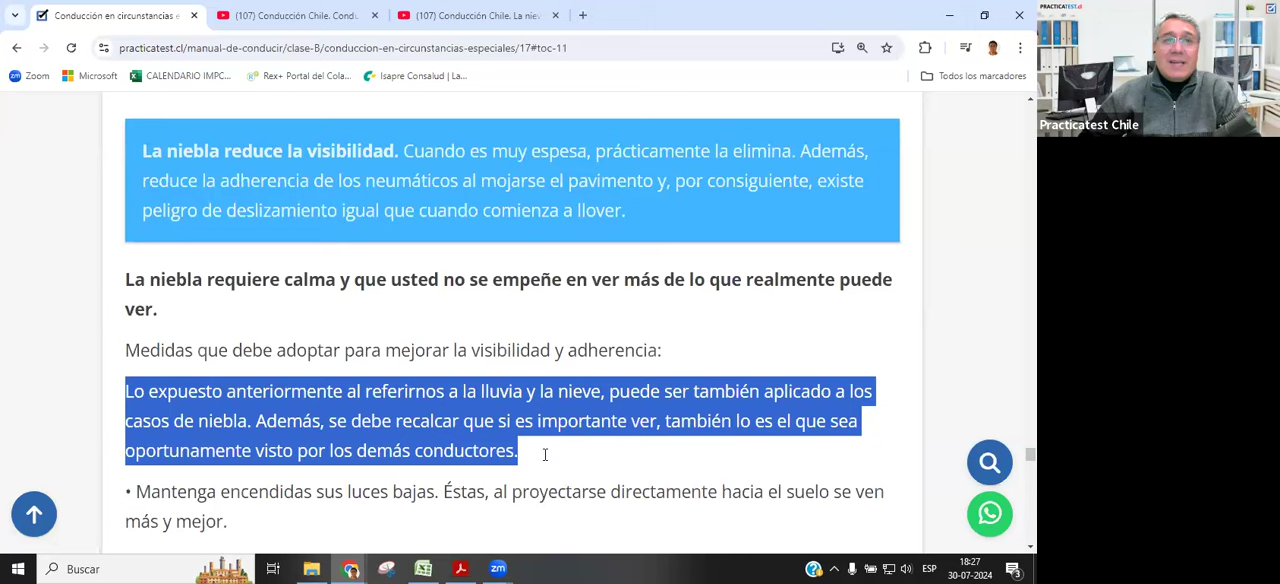 Conducción en circunstancias e
(107) Conducción Chile. C
(107) Conducción Chile. La niev
practicatest.cl/manual-de-conducir/clase-B/conduccion-en-circunstancias-especiales/17#toc-11
Zoom
Microsoft
CALENDARIO IMPC...
Rex+ Portal del Cola...
Isapre Consalud | La...
Todos los marcadores
PRACTICATEST.cl
Practicatest Chile
La niebla reduce la visibilidad. Cuando es muy espesa, prácticamente la elimina. Además,
reduce la adherencia de los neumáticos al mojarse el pavimento y, por consiguiente, existe
peligro de deslizamiento igual que cuando comienza a llover.
La niebla requiere calma y que usted no se empeñe en ver más de lo que realmente puede
ver.
Medidas que debe adoptar para mejorar la visibilidad y adherencia:
Lo expuesto anteriormente al referirnos a la lluvia y la nieve, puede ser también aplicado a los
casos de niebla. Además, se debe recalcar que si es importante ver, también lo es el que sea
oportunamente visto por los demás conductores.
• Mantenga encendidas sus luces bajas. Éstas, al proyectarse directamente hacia el suelo se ven
más y mejor.
Buscar
ESP
18:27
30-07-2024
3